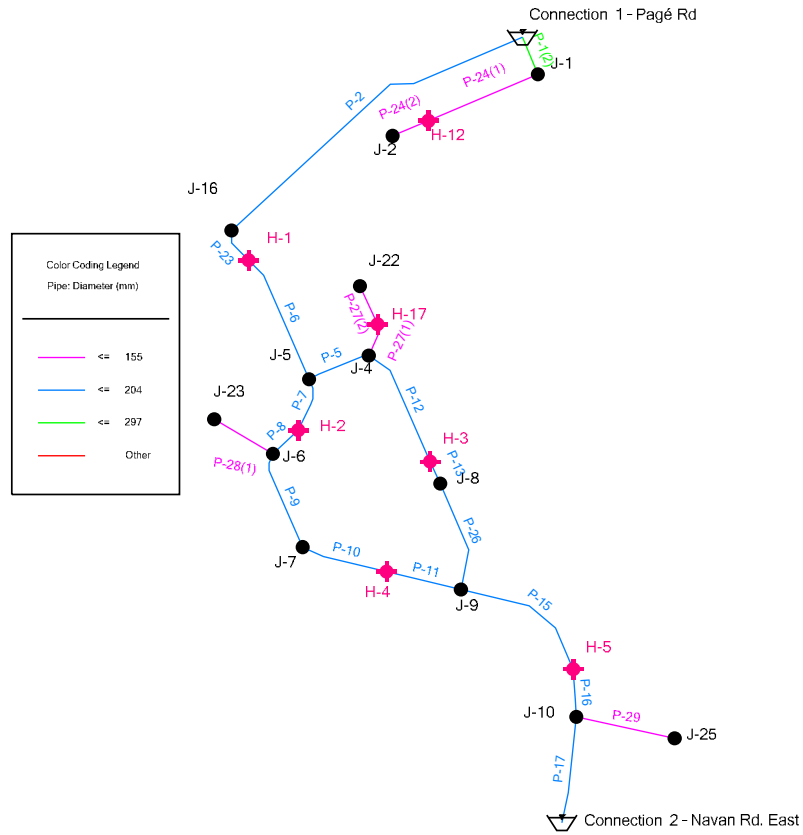 Connection 1 - Pagé Rd
P-1(2)
J-1
P-24(1)
P-2
P-24(2)
H-12
J-2
J-16
H-1
P-23
Color Coding Legend
Pipe: Diameter (mm)
<= 155
<= 204
<= 297
Other
J-22
P-27(2)
H-17
P-6
P-27(1)
J-5
P-5
J-4
J-23
P-7
P-12
P-8
H-2
H-3
J-6
P-28(1)
P-13
J-8
P-9
P-26
J-7
P-10
P-11
H-4
J-9
P-15
H-5
P-16
J-10
P-29
J-25
P-17
Connection 2 - Navan Rd. East